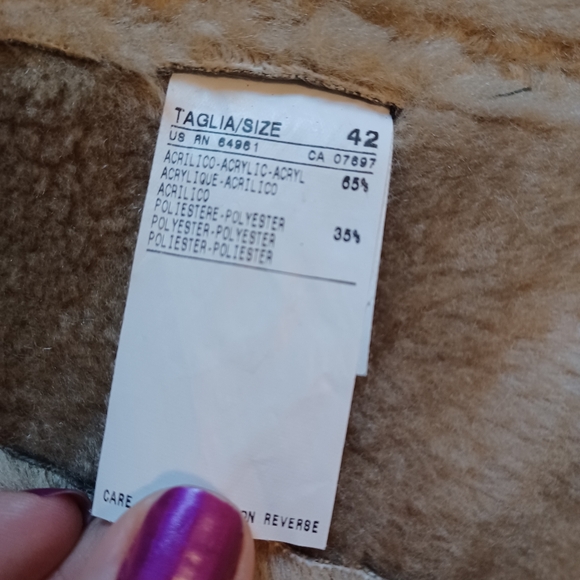 TAGLIA/SIZE 42
US RN 64961 CA 07697
ACRILICO-ACRYLIC-ACRYL 65%
ACRYLIQUE-ACRILICO
ACRILICO
POLIESTERE-POLYESTER
POLYESTER-POLYESTER 35%
POLIESTER-POLIESTER
CARE ON REVERSE